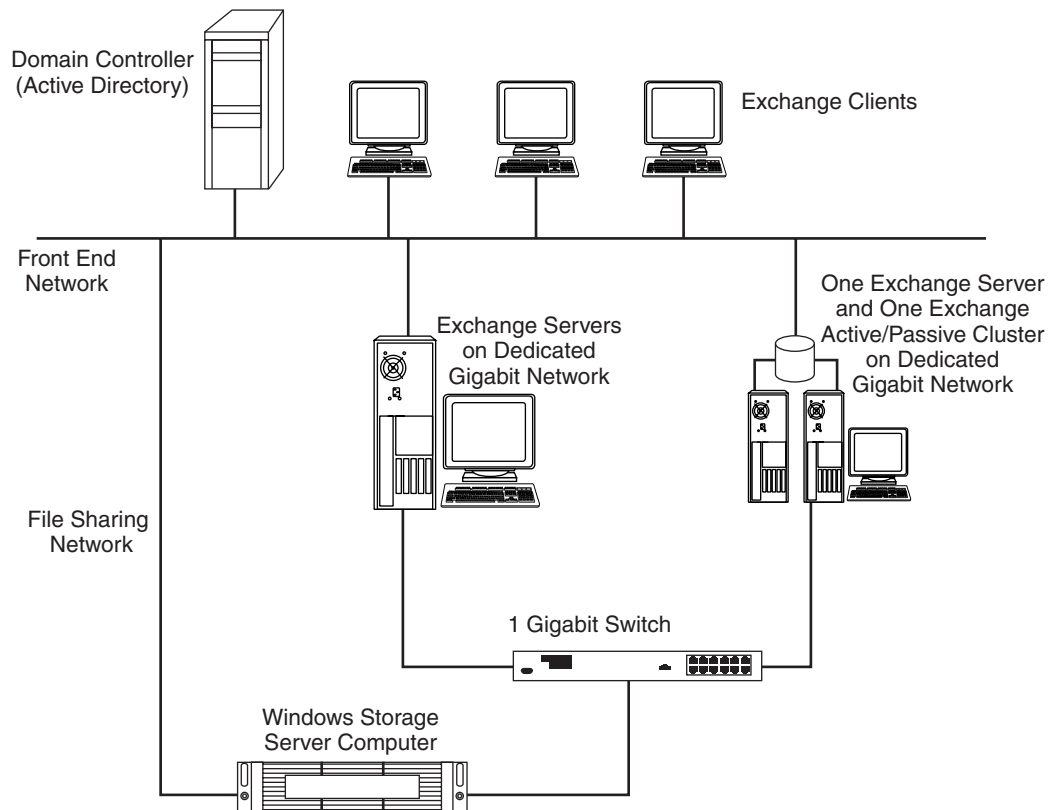 Domain Controller
(Active Directory)
Exchange Clients
Front End
Network
Exchange Servers
on Dedicated
Gigabit Network
One Exchange Server
and One Exchange
Active/Passive Cluster
on Dedicated
Gigabit Network
File Sharing
Network
1 Gigabit Switch
Windows Storage
Server Computer